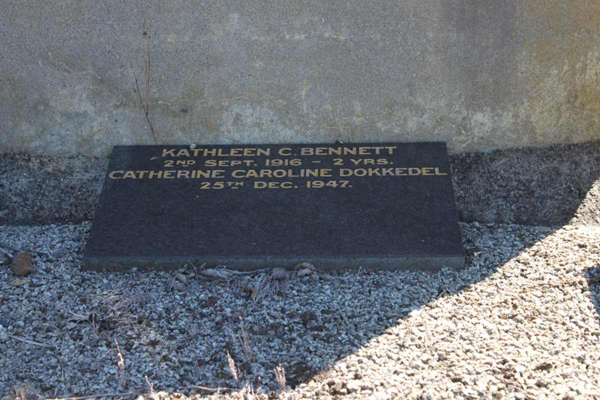 KATHLEEN C. BENNETT
2ND SEPT. 1916 - 2 YRS.
CATHERINE CAROLINE DOKKEDEL
25TH DEC. 1947.